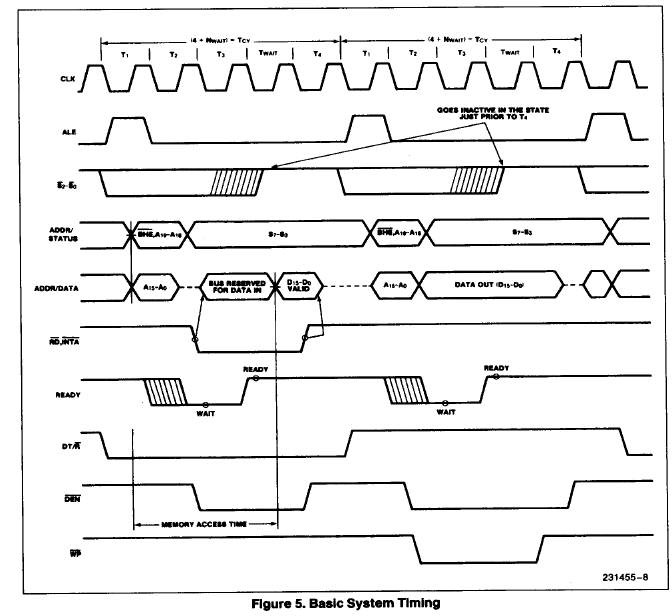 (4 + NWAIT) – TCY (4 + NWAIT) – TCY
T1 T2 T3 TWAIT T4 T1 T2 T3 TWAIT T4
CLK
GOES INACTIVE IN THE STATE
JUST PRIOR TO T4
ALE
S2-S0
ADDR/
STATUS
BHE,A19-A16 S7-S3 BHE,A19-A16 S7-S3
ADDR/DATA
A15-A0
BUS RESERVED
FOR DATA IN
D15-D0
VALID
A15-A0
DATA OUT (D15-D0)
RD,INTA
READY READY
READY
WAIT WAIT
DT/R
DEN
MEMORY ACCESS TIME
231455–8
Figure 5. Basic System Timing